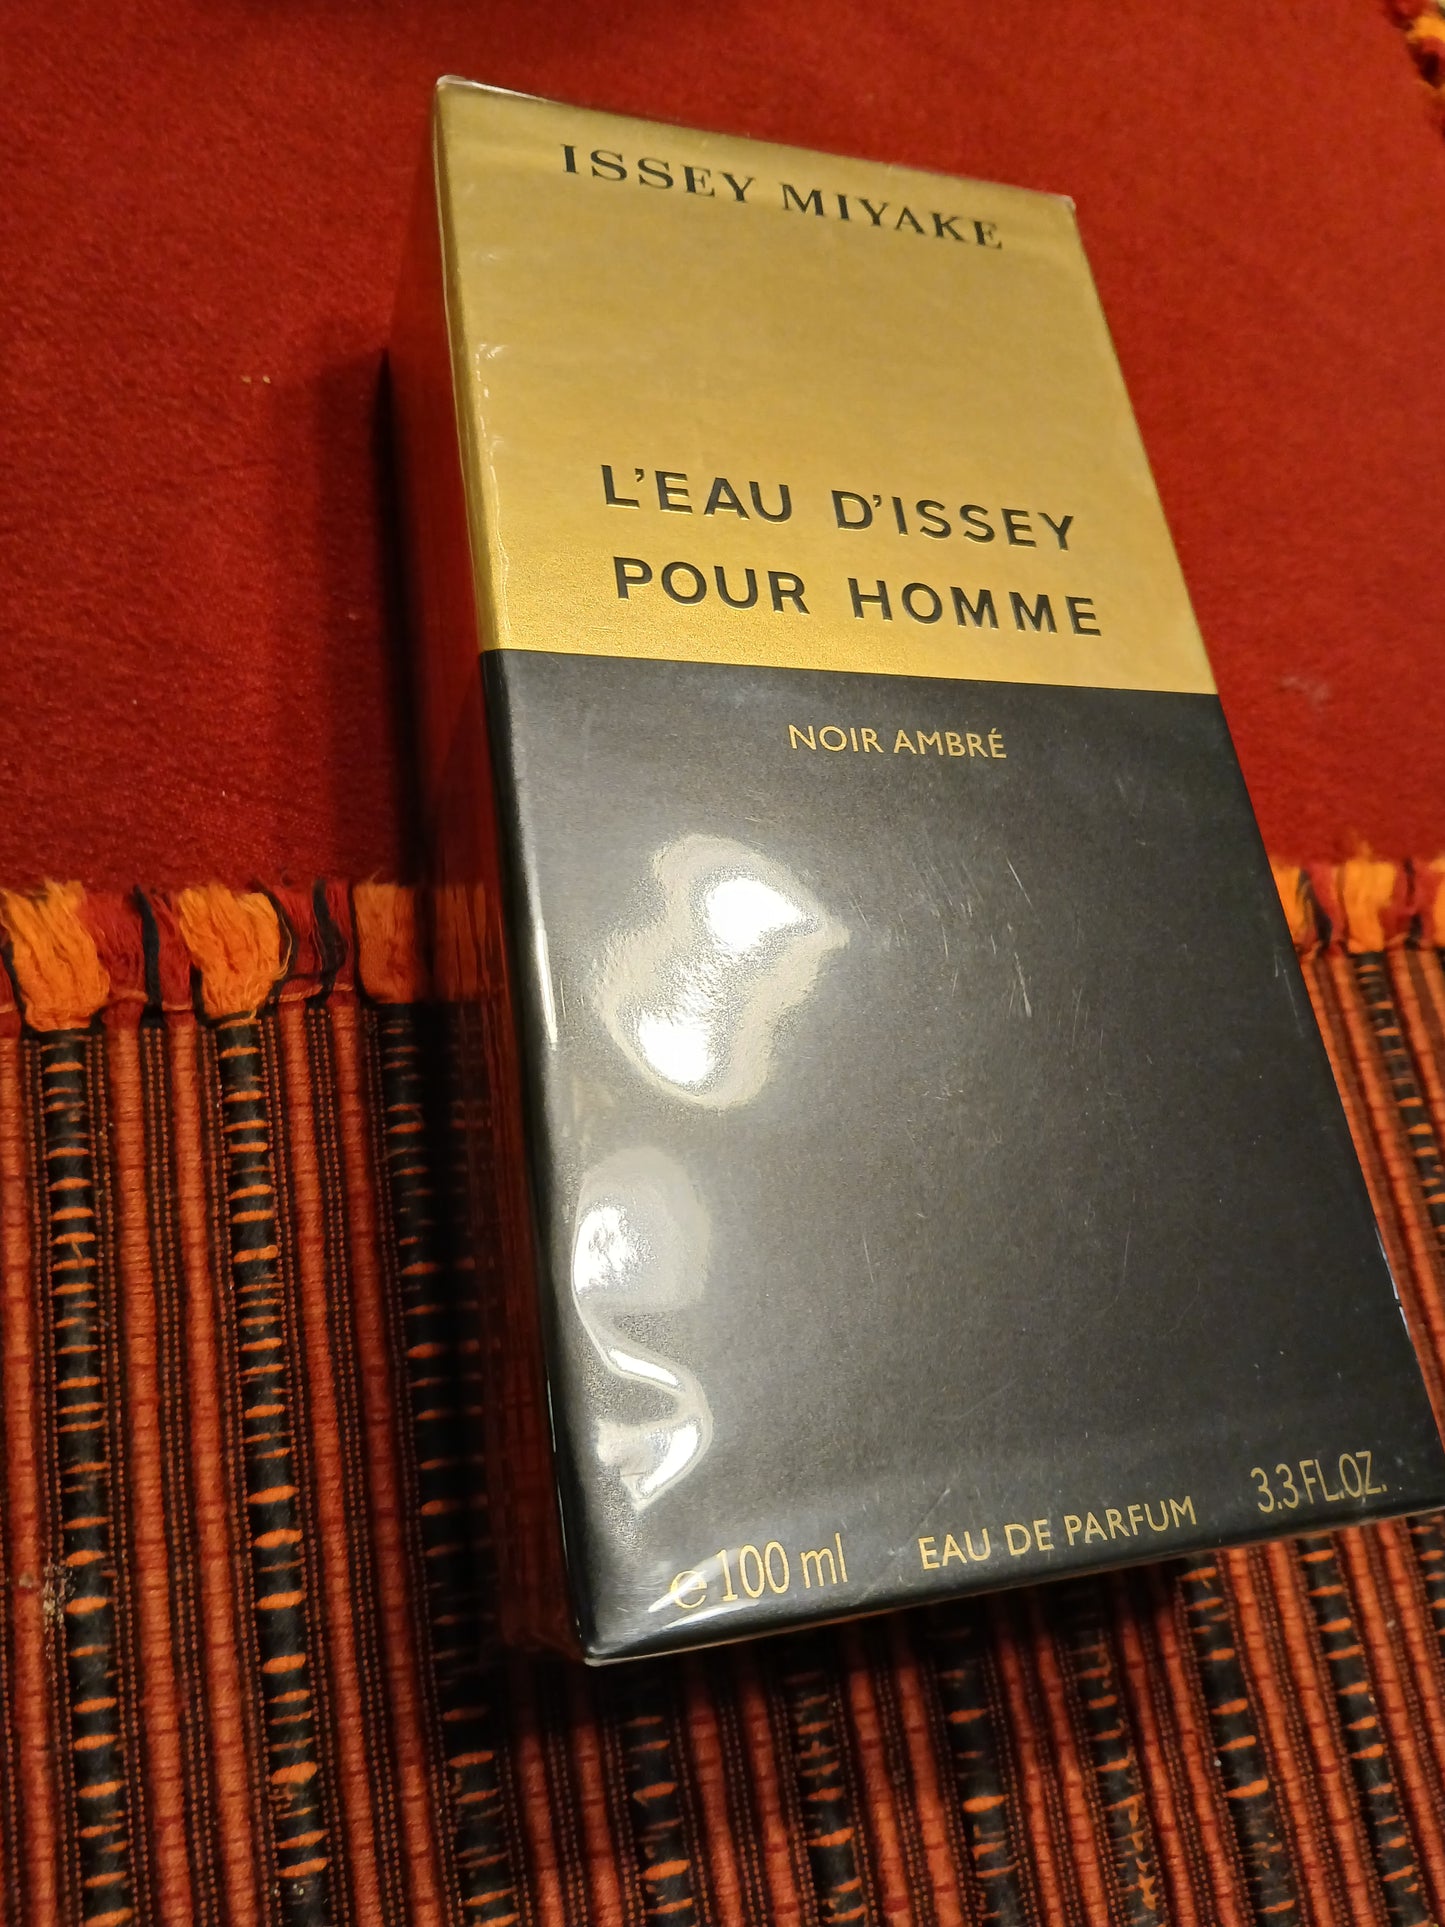 ISSEY MIYAKE
L'EAU D'ISSEY
POUR HOMME
NOIR AMBRÉ
℮ 100 ml EAU DE PARFUM 3.3 FL.OZ.